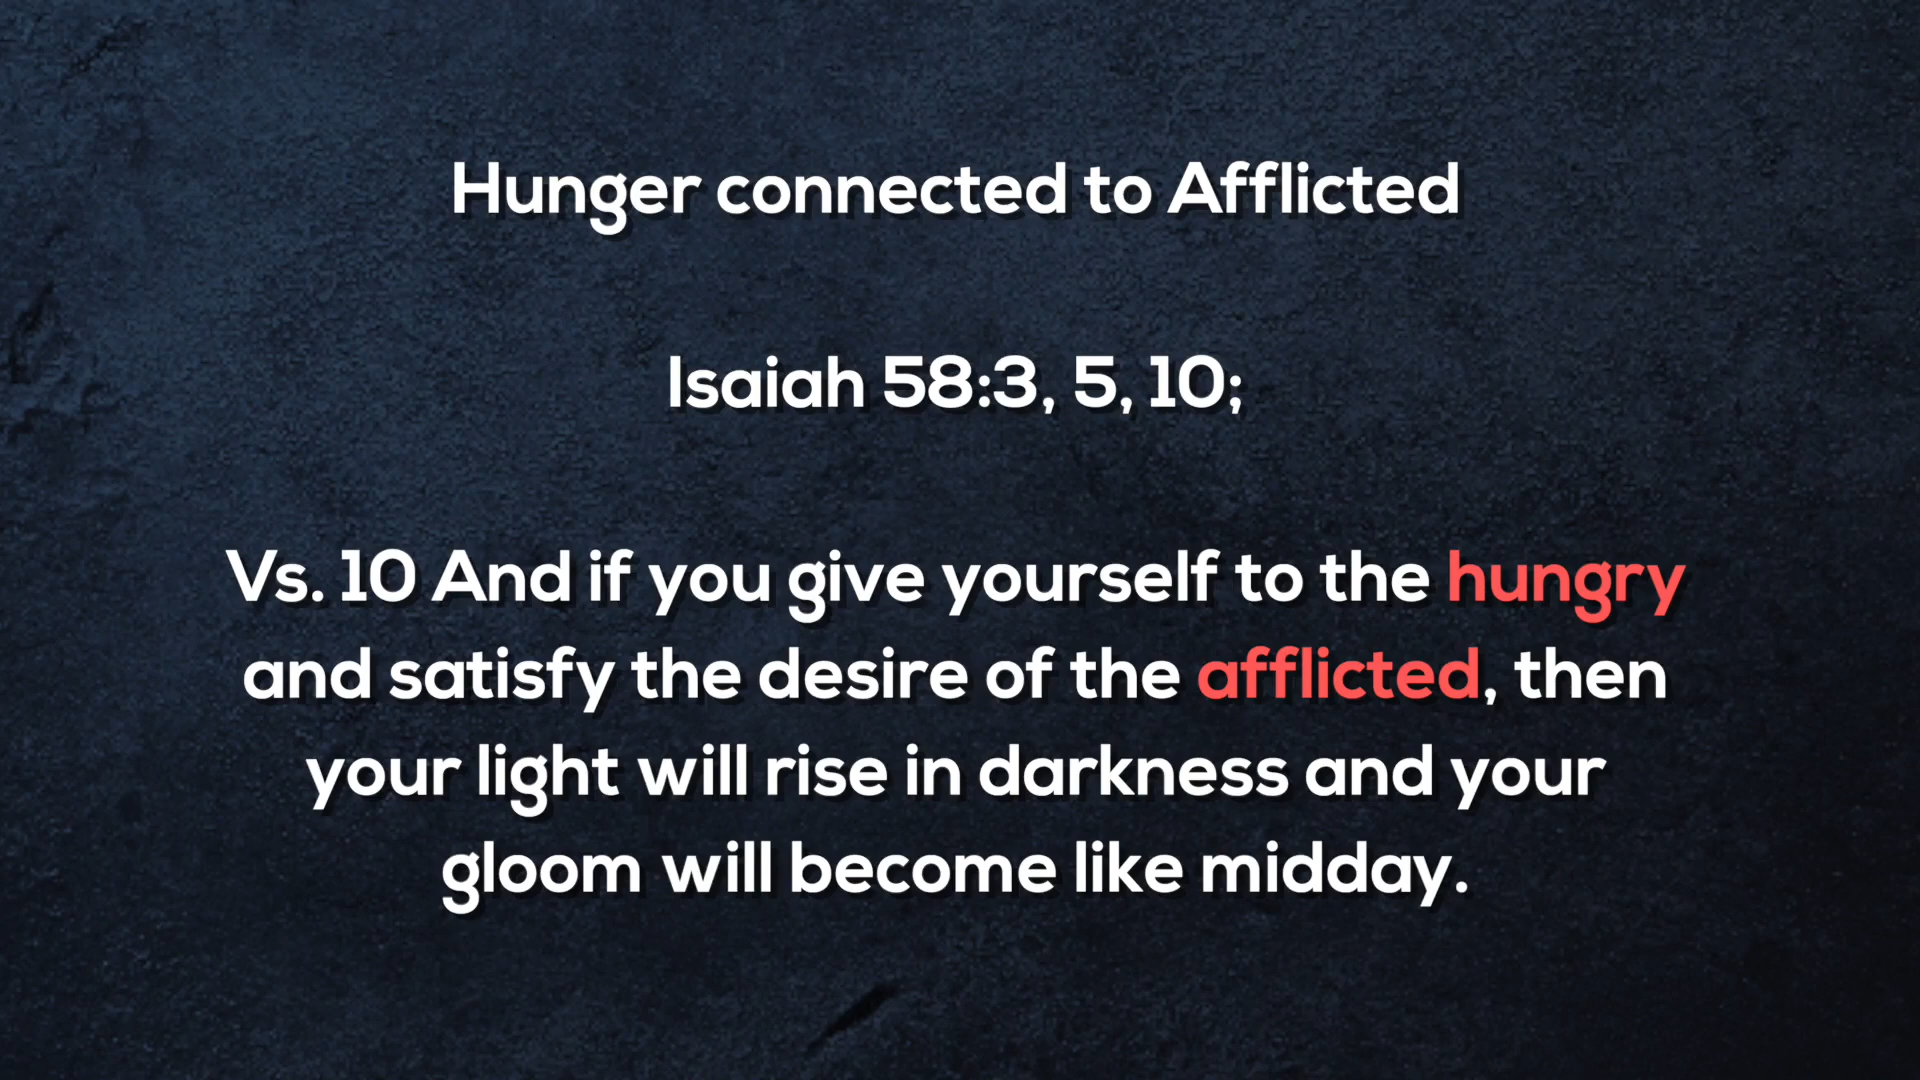 Hunger connected to Afflicted
Isaiah 58:3, 5, 10;
Vs. 10 And if you give yourself to the hungry
and satisfy the desire of the afflicted, then
your light will rise in darkness and your
gloom will become like midday.